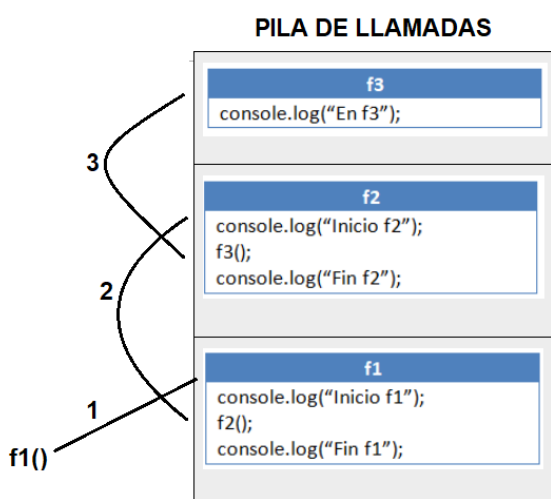 PILA DE LLAMADAS
f3
console.log(“En f3”);
3
f2
console.log(“Inicio f2”);
f3();
console.log(“Fin f2”);
2
f1
console.log(“Inicio f1”);
f2();
console.log(“Fin f1”);
1
f1()